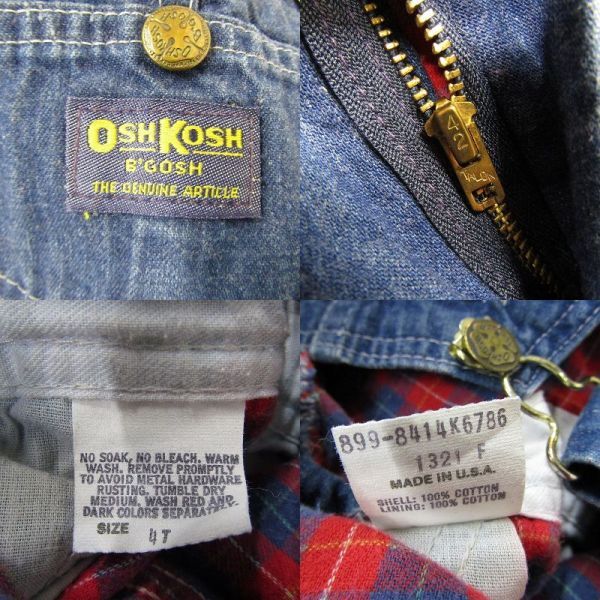 OSHKOSH
B'GOSH
THE GENUINE ARTICLE
42
TALON
NO SOAK, NO BLEACH. WARM
WASH. REMOVE PROMPTLY
TO AVOID METAL HARDWARE
RUSTING. TUMBLE DRY
MEDIUM. WASH RED AND
DARK COLORS SEPARATELY.
SIZE 4T
899-8414K6786
1321 F
MADE IN U.S.A.
SHELL: 100% COTTON
LINING: 100% COTTON